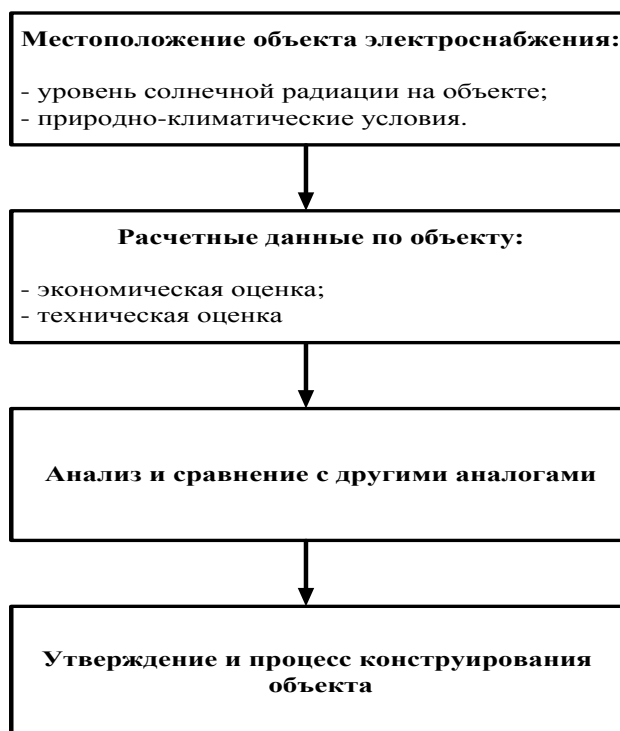 Местоположение объекта электроснабжения:
- уровень солнечной радиации на объекте;
- природно-климатические условия.
Расчетные данные по объекту:
- экономическая оценка;
- техническая оценка
Анализ и сравнение с другими аналогами
Утверждение и процесс конструирования
объекта